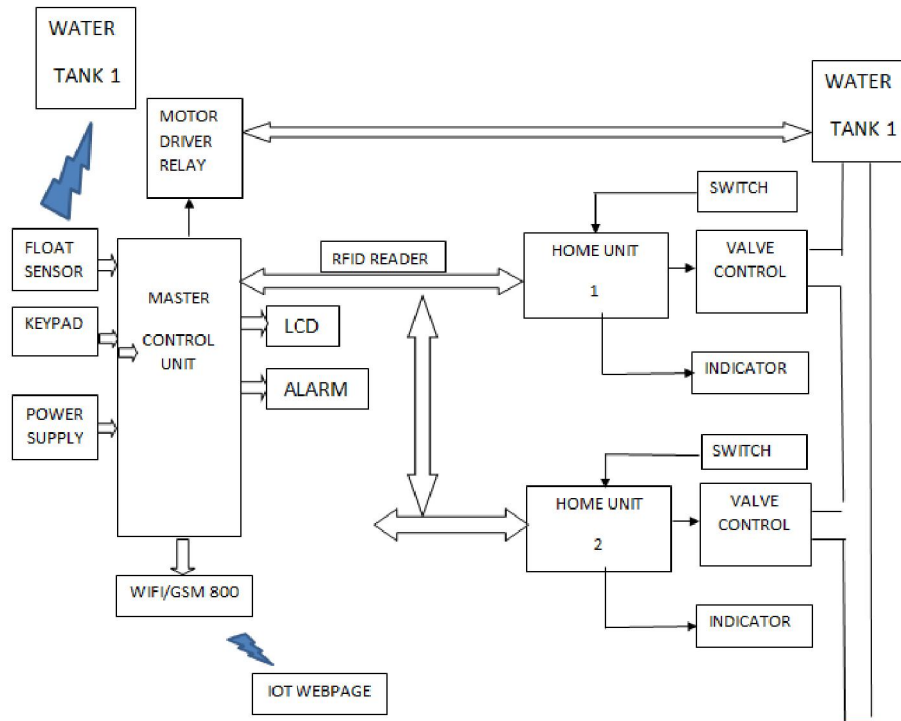 WATER
TANK 1
WATER
TANK 1
MOTOR
DRIVER
RELAY
SWITCH
FLOAT
SENSOR
RFID READER
HOME UNIT
1
VALVE
CONTROL
MASTER
CONTROL
UNIT
KEYPAD
LCD
INDICATOR
ALARM
POWER
SUPPLY
SWITCH
HOME UNIT
2
VALVE
CONTROL
WIFI/GSM 800
INDICATOR
IOT WEBPAGE